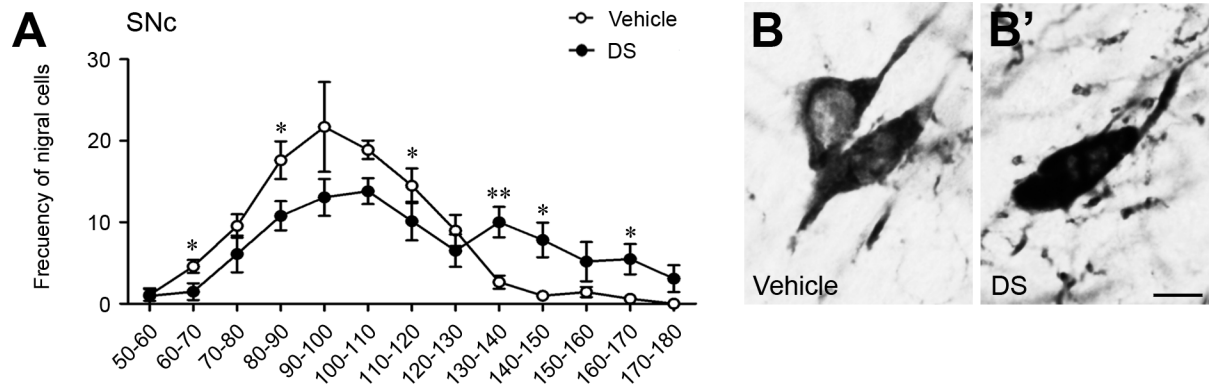 A
SNc
Vehicle
DS
Frecuency of nigral cells
30
20
10
0
*
*
*
**
*
*
50-60
60-70
70-80
80-90
90-100
100-110
110-120
120-130
130-140
140-150
150-160
160-170
170-180
B
Vehicle
B’
DS